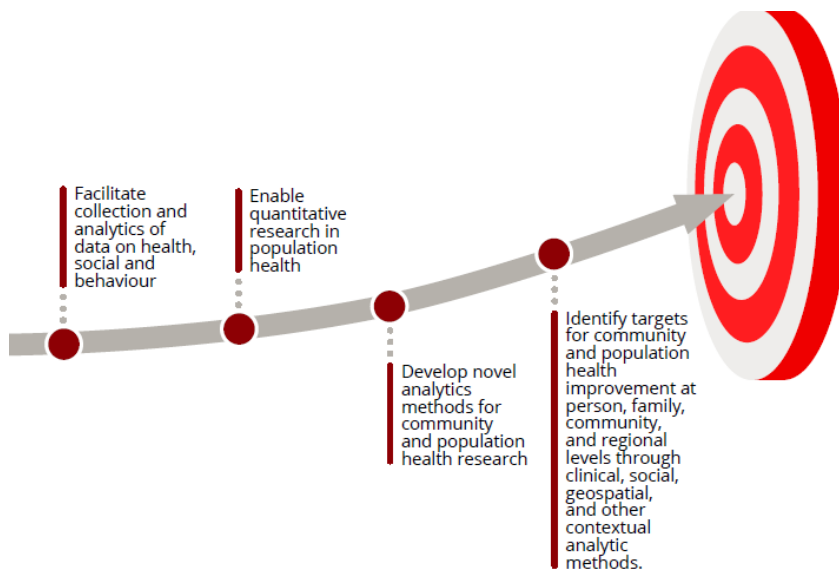 Facilitate
collection and
analytics of
data on health,
social and
behaviour
Enable
quantitative
research in
population
health
Develop novel
analytics
methods for
community
and population
health research
Identify targets
for community
and population
health
improvement at
person, family,
community,
and regional
levels through
clinical, social,
geospatial,
and other
contextual
analytic
methods.